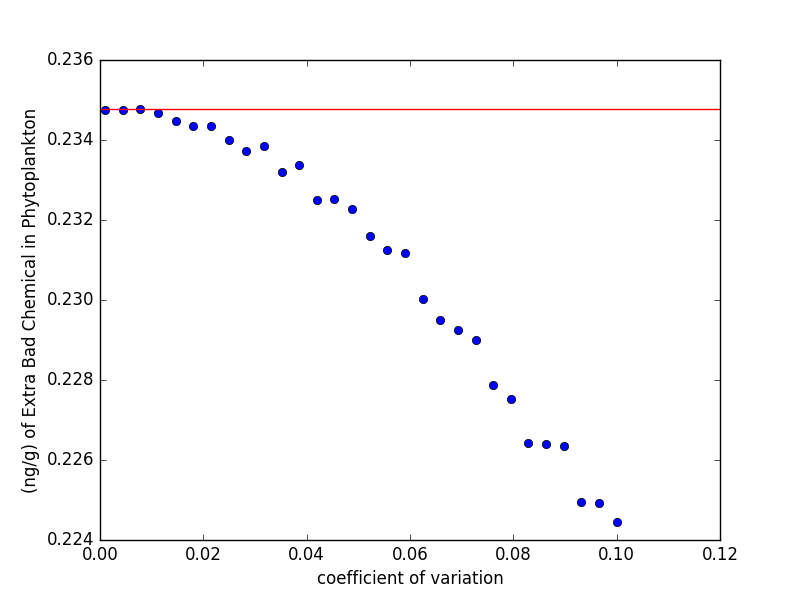 0.236
0.234
0.232
0.230
0.228
0.226
0.224
(ng/g) of Extra Bad Chemical in Phytoplankton
0.00 0.02 0.04 0.06 0.08 0.10 0.12
coefficient of variation